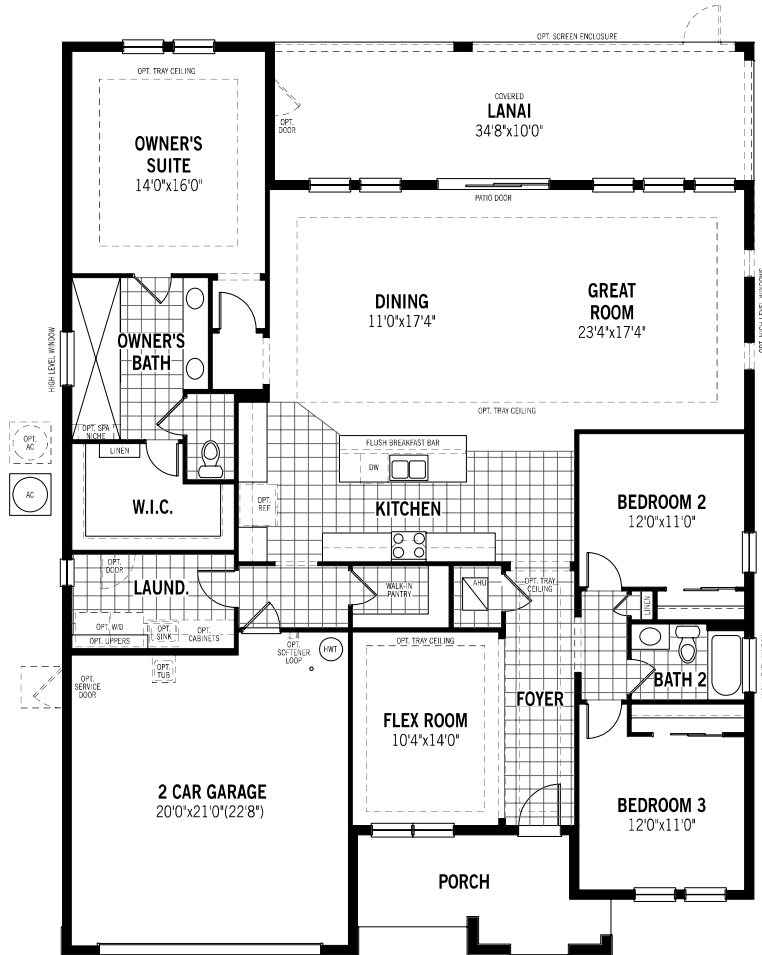 OPT. SCREEN ENCLOSURE
OPT. TRAY CEILING
OWNER'S
SUITE
14'0"x16'0"
OPT.
DOOR
COVERED
LANAI
34'8"x10'0"
PATIO DOOR
DINING
11'0"x17'4"
GREAT
ROOM
23'4"x17'4"
OPT. HIGH LEVEL WINDOWS
HIGH LEVEL WINDOW
OWNER'S
BATH
OPT. TRAY CEILING
OPT. SPA
NICHE
OPT.
AC
AC
LINEN
W.I.C.
FLUSH BREAKFAST BAR
DW
OPT.
REF
KITCHEN
BEDROOM 2
12'0"x11'0"
OPT.
DOOR
LAUND.
WALK-IN
PANTRY
AHU
OPT. TRAY
CEILING
LINEN
OPT. W/D
OPT. UPPERS
OPT.
SINK
OPT.
CABINETS
OPT.
SOFTENER
LOOP
HWT
OPT. TRAY CEILING
BATH 2
OPT.
SERVICE
DOOR
OPT.
TUB
FOYER
FLEX ROOM
10'4"x14'0"
2 CAR GARAGE
20'0"x21'0"(22'8")
BEDROOM 3
12'0"x11'0"
PORCH